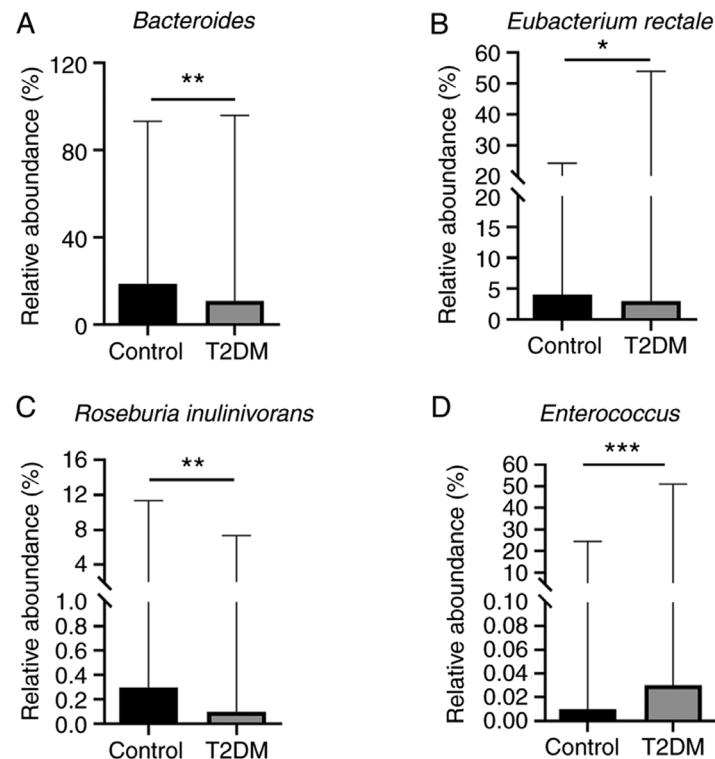 A
Bacteroides
Relative aboundance (%)
120
80
40
0
**
Control
T2DM
B
Eubacterium rectale
Relative aboundance (%)
60
50
40
30
20
20
15
10
5
0
*
Control
T2DM
C
Roseburia inulinivorans
Relative aboundance (%)
16
12
8
4
1.0
0.8
0.6
0.4
0.2
0.0
**
Control
T2DM
D
Enterococcus
Relative aboundance (%)
60
50
40
30
20
10
0.10
0.08
0.06
0.04
0.02
0.00
***
Control
T2DM